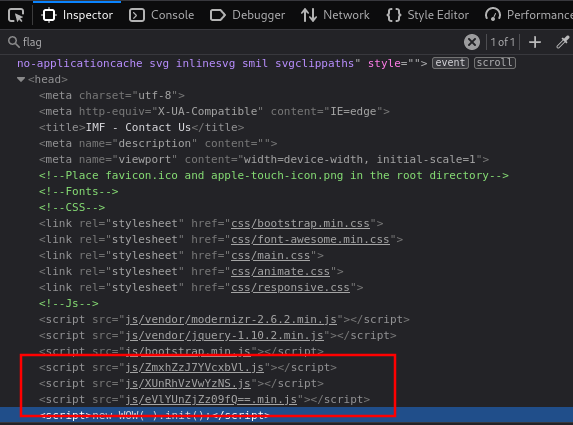 Inspector Console Debugger Network Style Editor Performance
flag 1 of 1
no-applicationcache svg inlinesvg smil svgclippaths" style=""> event scroll
<head>
<meta charset="utf-8">
<meta http-equiv="X-UA-Compatible" content="IE=edge">
<title>IMF - Contact Us</title>
<meta name="description" content="">
<meta name="viewport" content="width=device-width, initial-scale=1">
<!--Place favicon.ico and apple-touch-icon.png in the root directory-->
<!--Fonts-->
<!--CSS-->
<link rel="stylesheet" href="css/bootstrap.min.css">
<link rel="stylesheet" href="css/font-awesome.min.css">
<link rel="stylesheet" href="css/main.css">
<link rel="stylesheet" href="css/animate.css">
<link rel="stylesheet" href="css/responsive.css">
<!--Js-->
<script src="js/vendor/modernizr-2.6.2.min.js"></script>
<script src="js/vendor/jquery-1.10.2.min.js"></script>
<script src="js/bootstrap.min.js"></script>
<script src="js/ZmxhZzJ7YVcxbVl.js"></script>
<script src="js/XUnRhVzVwYzNS.js"></script>
<script src="js/eVlYUnZjZz09fQ==.min.js"></script>
<script>new WOW( ).init();</script>